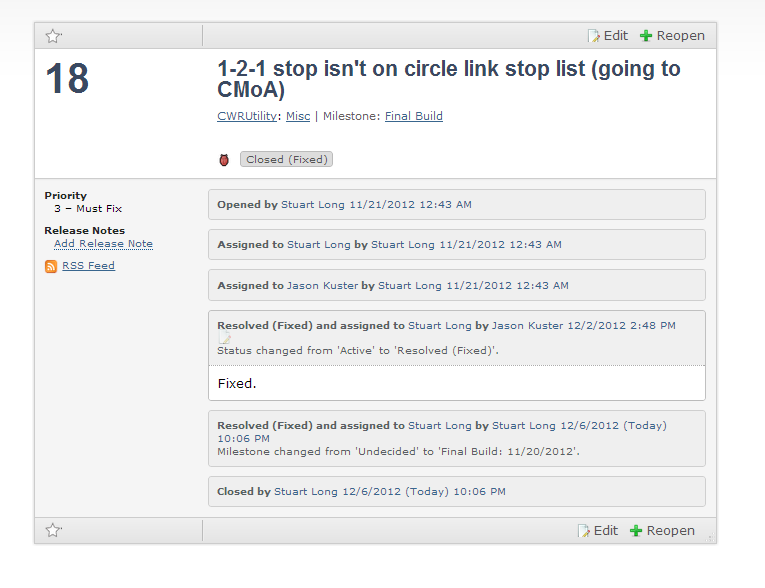 Edit Reopen
18
1-2-1 stop isn't on circle link stop list (going to
CMoA)
CWRUtility: Misc | Milestone: Final Build
Closed (Fixed)
Priority
3 – Must Fix
Release Notes
Add Release Note
RSS Feed
Opened by Stuart Long 11/21/2012 12:43 AM
Assigned to Stuart Long by Stuart Long 11/21/2012 12:43 AM
Assigned to Jason Kuster by Stuart Long 11/21/2012 12:43 AM
Resolved (Fixed) and assigned to Stuart Long by Jason Kuster 12/2/2012 2:48 PM
Status changed from 'Active' to 'Resolved (Fixed)'.
Fixed.
Resolved (Fixed) and assigned to Stuart Long by Stuart Long 12/6/2012 (Today)
10:06 PM
Milestone changed from 'Undecided' to 'Final Build: 11/20/2012'.
Closed by Stuart Long 12/6/2012 (Today) 10:06 PM
Edit Reopen